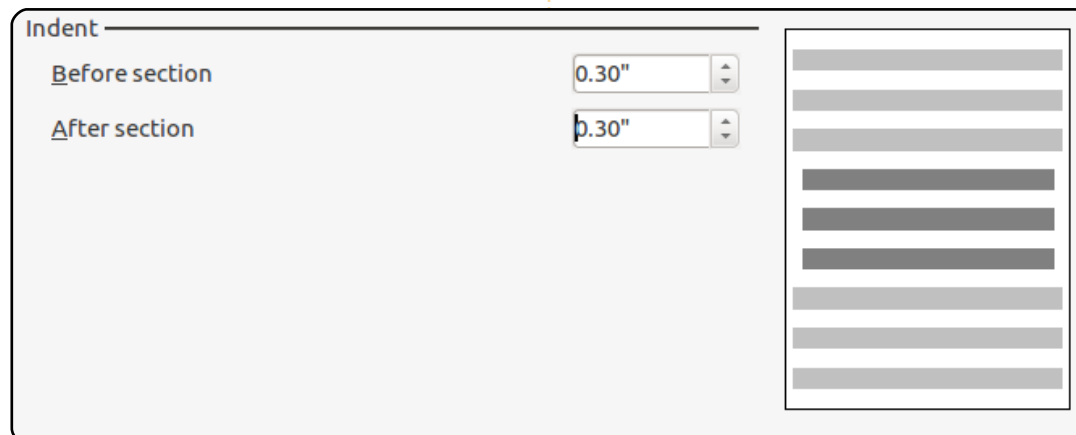 Indent
Before section 0.30"
After section 0.30"